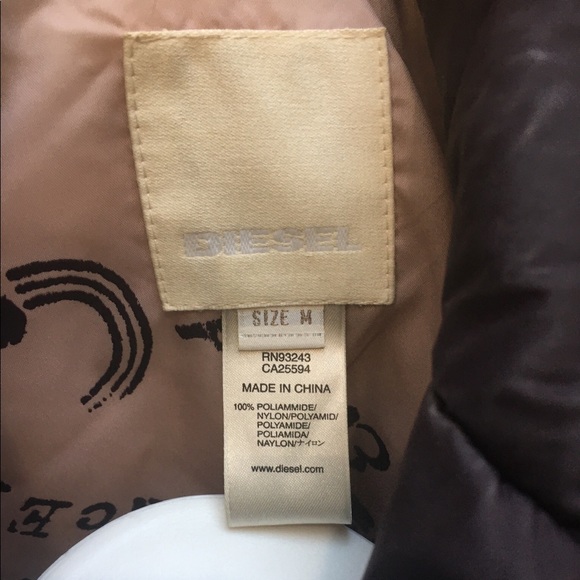 DIESEL
SIZE M
RN93243
CA25594
MADE IN CHINA
100% POLIAMMIDE/
NYLON/POLYAMID/
POLYAMIDE/
POLIAMIDA/
NAYLON/ナイロン
www.diesel.com